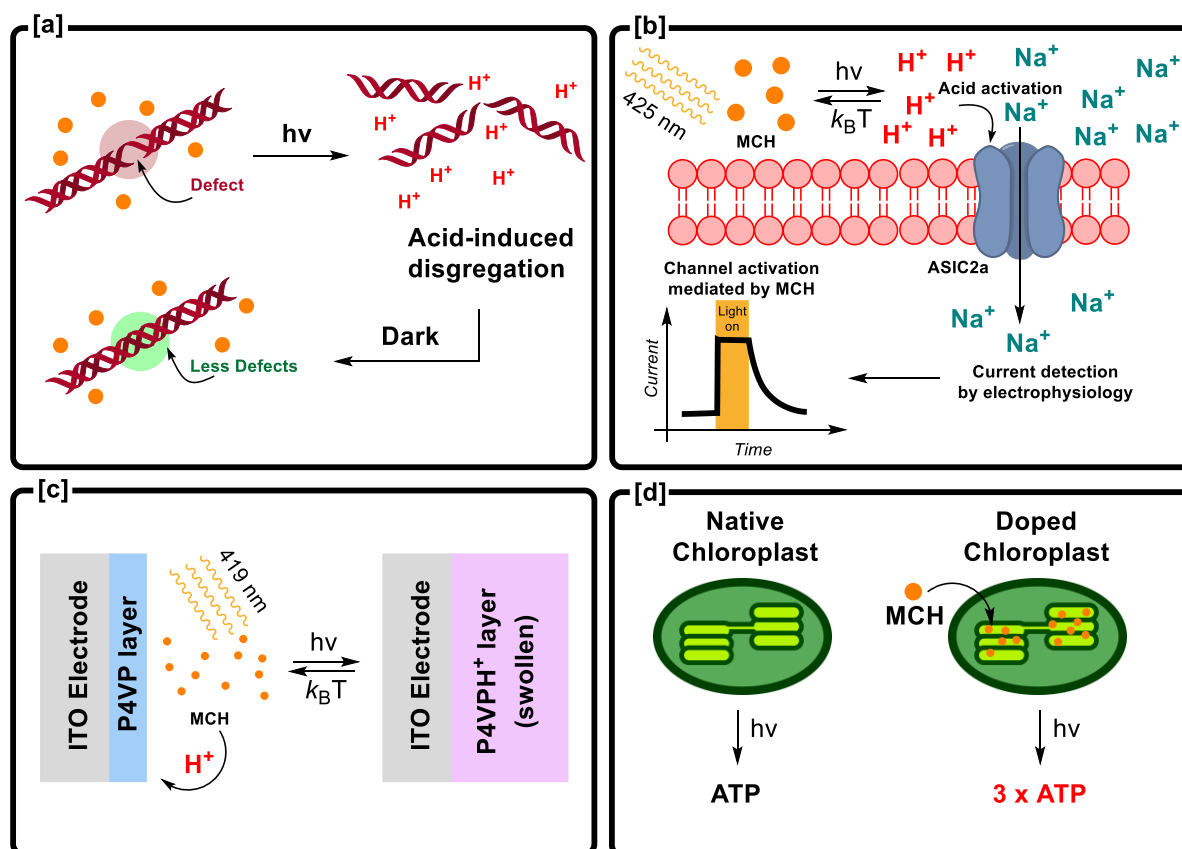 [a]
Defect
hν
H⁺
H⁺
H⁺
H⁺
H⁺
H⁺
H⁺
Acid-induced
disgregation
Dark
Less Defects
[b]
425 nm
MCH
hν
k_BT
H⁺ H⁺
H⁺
H⁺ H⁺
Na⁺
Na⁺
Acid activation
Na⁺
Na⁺
Na⁺
Na⁺
ASIC2a
Channel activation
mediated by MCH
Light
on
Current
Time
Na⁺
Na⁺
Na⁺
Current detection
by electrophysiology
[c]
ITO Electrode
P4VP layer
419 nm
MCH
H⁺
hν
k_BT
ITO Electrode
P4VPH⁺ layer
(swollen)
[d]
Native
Chloroplast
hν
ATP
Doped
Chloroplast
MCH
hν
3 x ATP